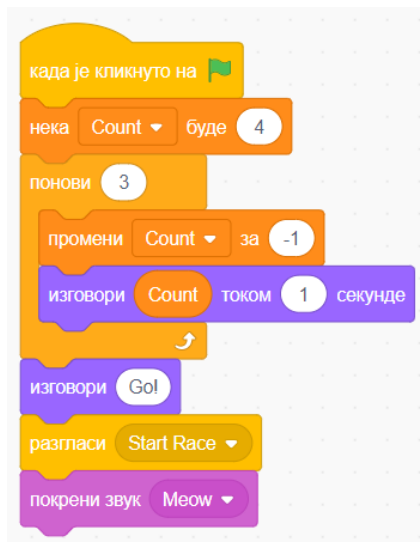 када је кликнуто на
нека Count буде 4
понови 3
промени Count за -1
изговори Count током 1 секунде
изговори Go!
разгласи Start Race
покрени звук Meow